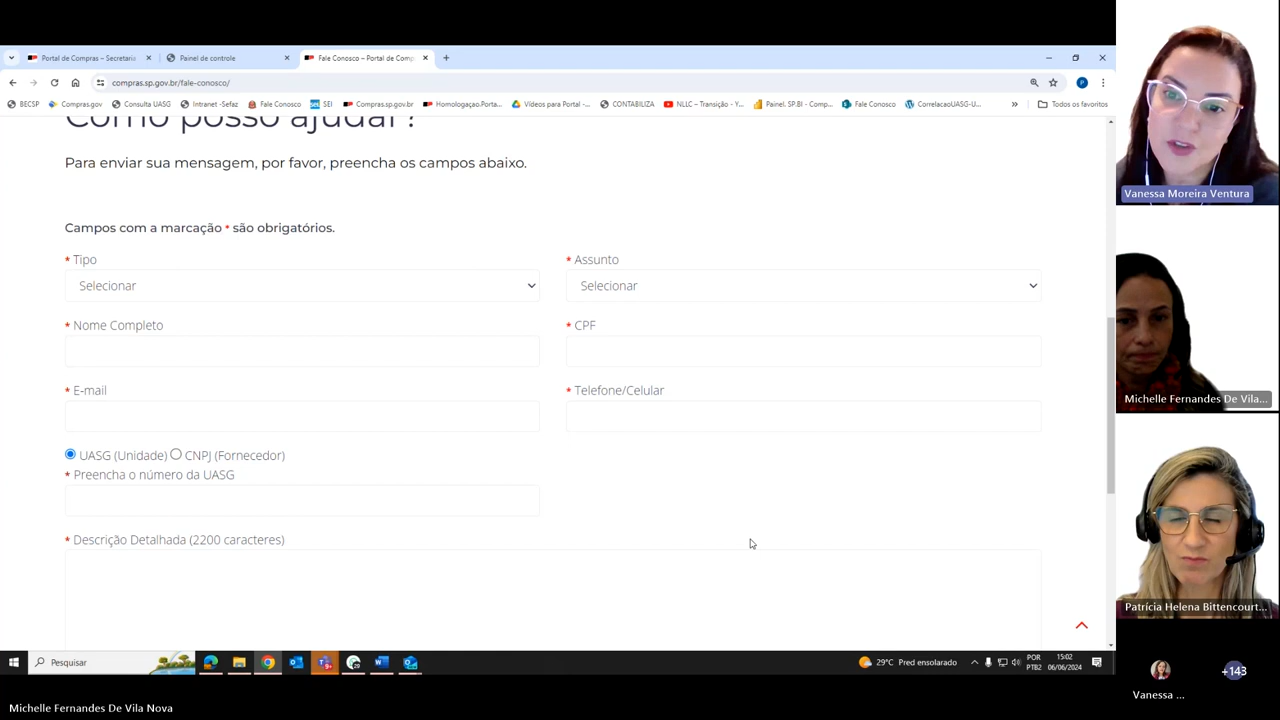 Portal de Compras – Secretaria
Painel de controle
Fale Conosco – Portal de Comp
compras.sp.gov.br/fale-conosco/
BECSP
Compras.gov
Consulta UASG
Intranet -Sefaz
Fale Conosco
SEI
Compras.sp.gov.br
Homologaçao.Porta...
Vídeos para Portal -...
CONTABILIZA
NLLC – Transição - Y...
Painel; SP.BI - Comp...
Fale Conosco
CorrelacaoUASG-U...
»
Todos os favoritos
Como posso ajudar?
Para enviar sua mensagem, por favor, preencha os campos abaixo.
Campos com a marcação * são obrigatórios.
* Tipo
* Assunto
Selecionar
Selecionar
* Nome Completo
* CPF
* E-mail
* Telefone/Celular
UASG (Unidade) CNPJ (Fornecedor)
* Preencha o número da UASG
* Descrição Detalhada (2200 caracteres)
Pesquisar
9+
29°C Pred ensolarado
POR
PTB2
15:02
06/06/2024
Vanessa Moreira Ventura
Michelle Fernandes De Vila...
Patrícia Helena Bittencourt...
+143
Vanessa ...
Michelle Fernandes De Vila Nova